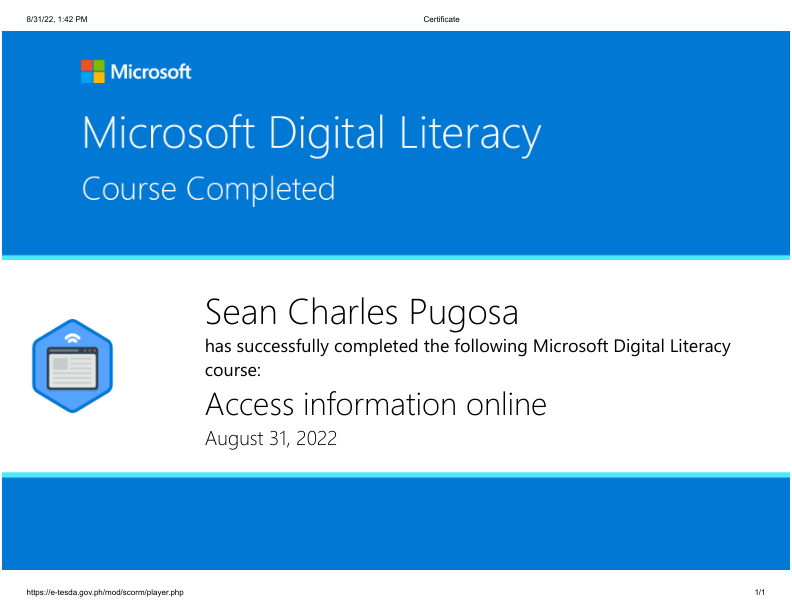 8/31/22, 1:42 PM
Certificate
Microsoft
Microsoft Digital Literacy
Course Completed
Sean Charles Pugosa
has successfully completed the following Microsoft Digital Literacy
course:
Access information online
August 31, 2022
https://e-tesda.gov.ph/mod/scorm/player.php
1/1